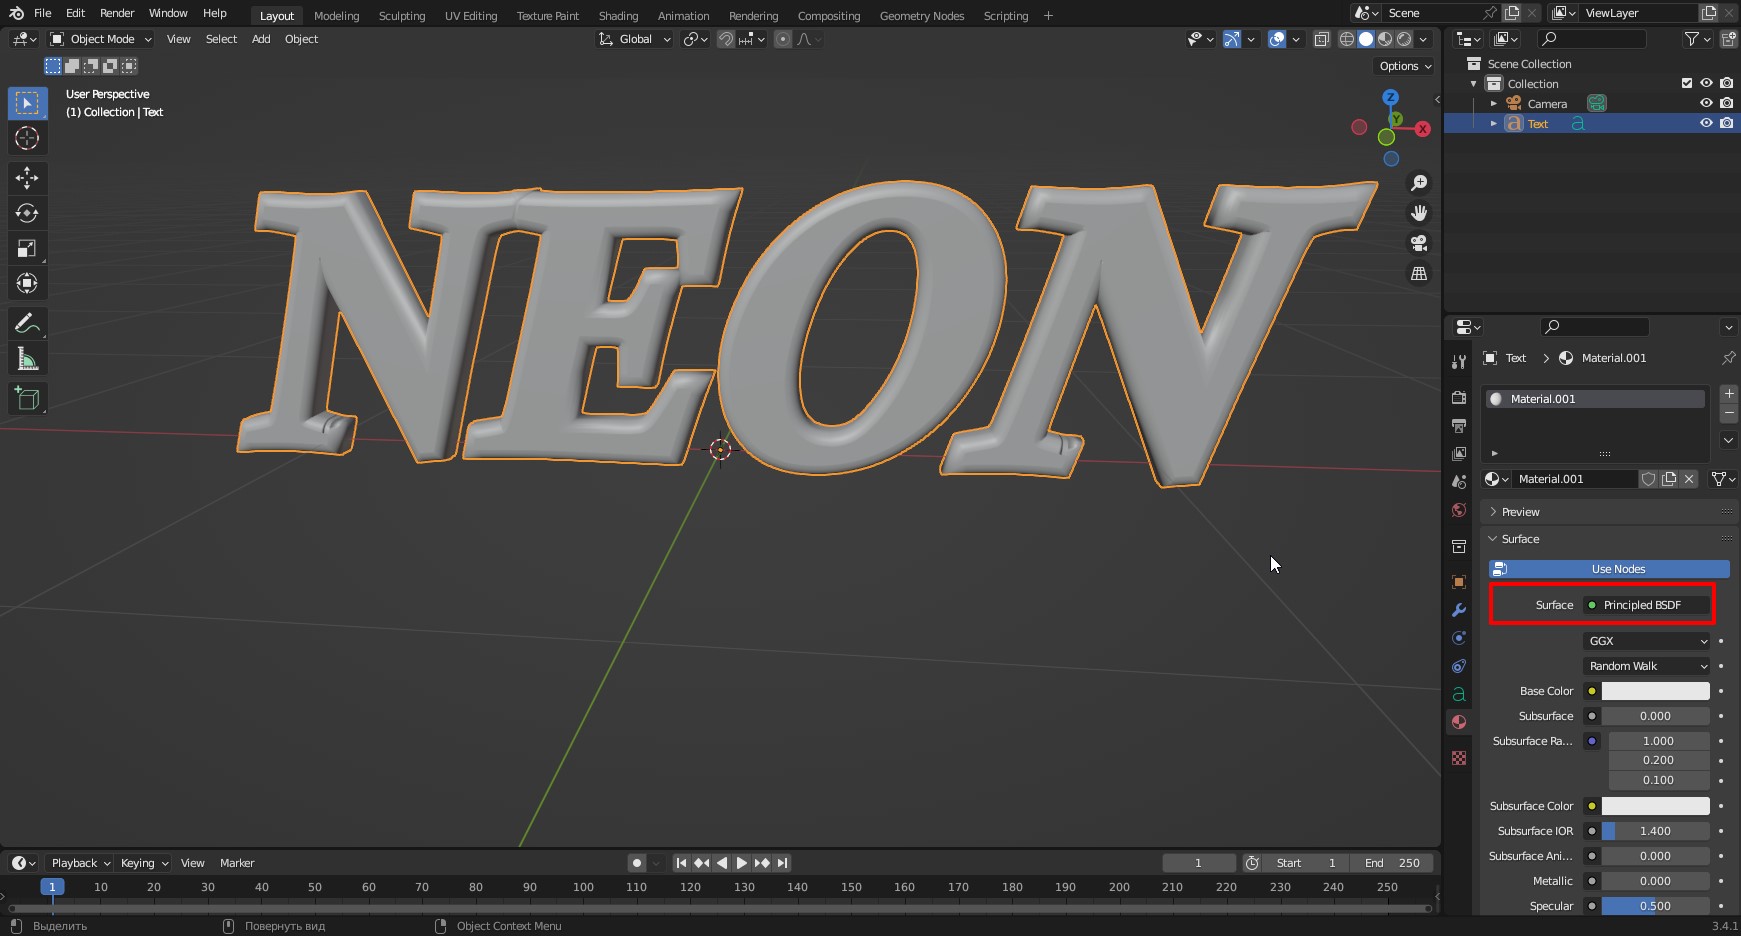 File Edit Render Window Help Layout Modeling Sculpting UV Editing Texture Paint Shading Animation Rendering Compositing Geometry Nodes Scripting + Scene ViewLayer
Object Mode View Select Add Object Global
Options
User Perspective
(1) Collection | Text
Z
Y
X
NEON
Scene Collection
Collection
Camera
Text
Text > Material.001
Material.001
Material.001
Preview
Surface
Use Nodes
Surface Principled BSDF
GGX
Random Walk
Base Color
Subsurface 0.000
Subsurface Ra... 1.000
0.200
0.100
Subsurface Color
Subsurface IOR 1.400
Subsurface Ani... 0.000
Metallic 0.000
Specular 0.500
Playback Keying View Marker 1 Start 1 End 250
1 10 20 30 40 50 60 70 80 90 100 110 120 130 140 150 160 170 180 190 200 210 220 230 240 250
Выделить Повернуть вид Object Context Menu 3.4.1